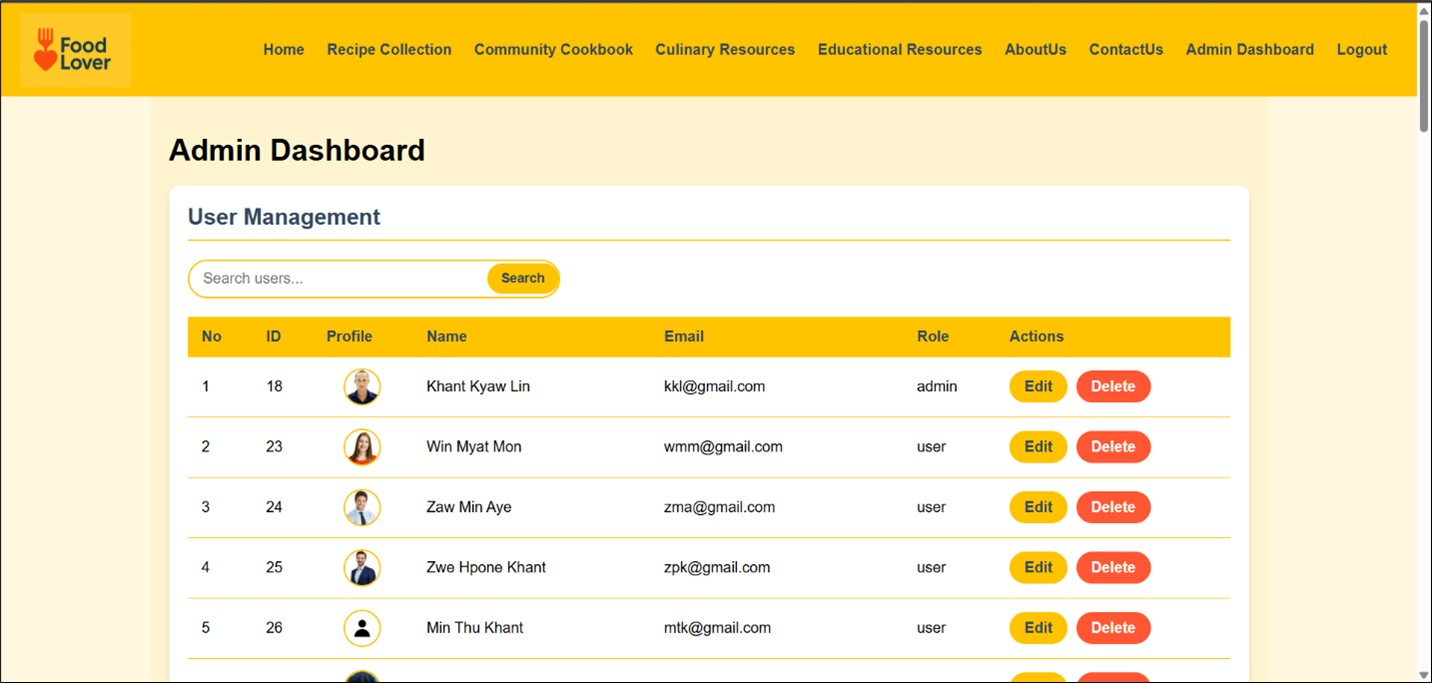 Food
Lover
Home Recipe Collection Community Cookbook Culinary Resources Educational Resources AboutUs ContactUs Admin Dashboard Logout
Admin Dashboard
User Management
Search users... Search
No ID Profile Name Email Role Actions
1 18 Khant Kyaw Lin kkl@gmail.com admin Edit Delete
2 23 Win Myat Mon wmm@gmail.com user Edit Delete
3 24 Zaw Min Aye zma@gmail.com user Edit Delete
4 25 Zwe Hpone Khant zpk@gmail.com user Edit Delete
5 26 Min Thu Khant mtk@gmail.com user Edit Delete